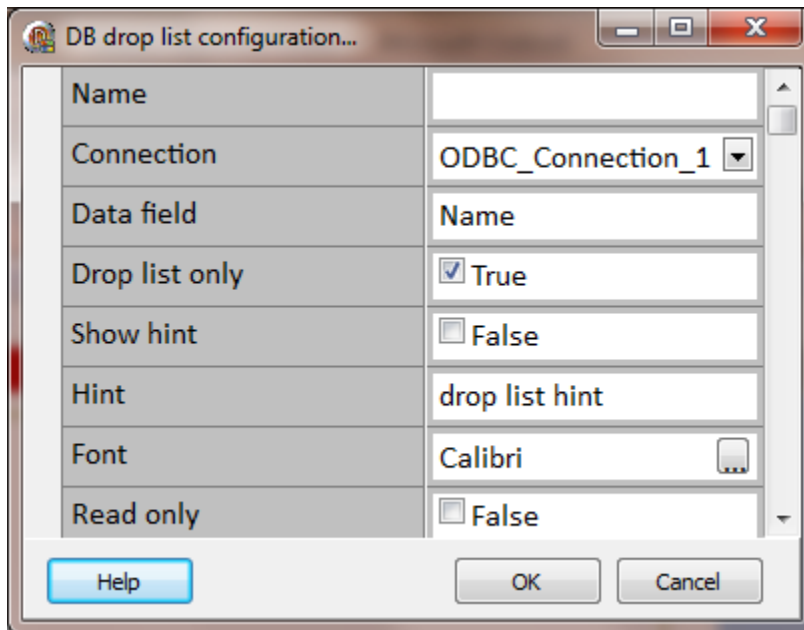 DB drop list configuration...
Name
Connection ODBC_Connection_1
Data field Name
Drop list only True
Show hint False
Hint drop list hint
Font Calibri ...
Read only False
Help OK Cancel